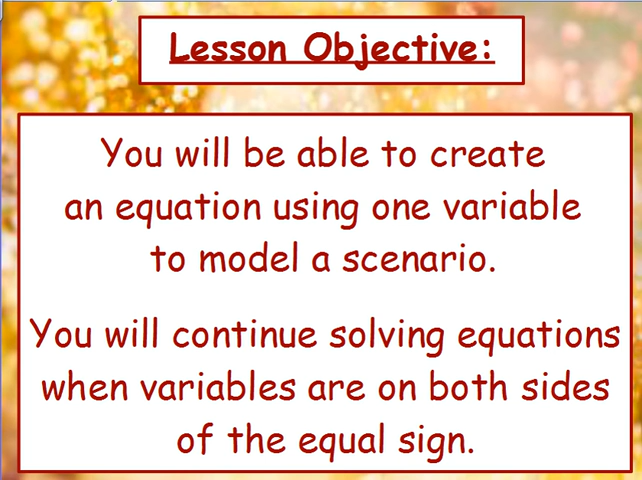 Lesson Objective:
You will be able to create
an equation using one variable
to model a scenario.
You will continue solving equations
when variables are on both sides
of the equal sign.